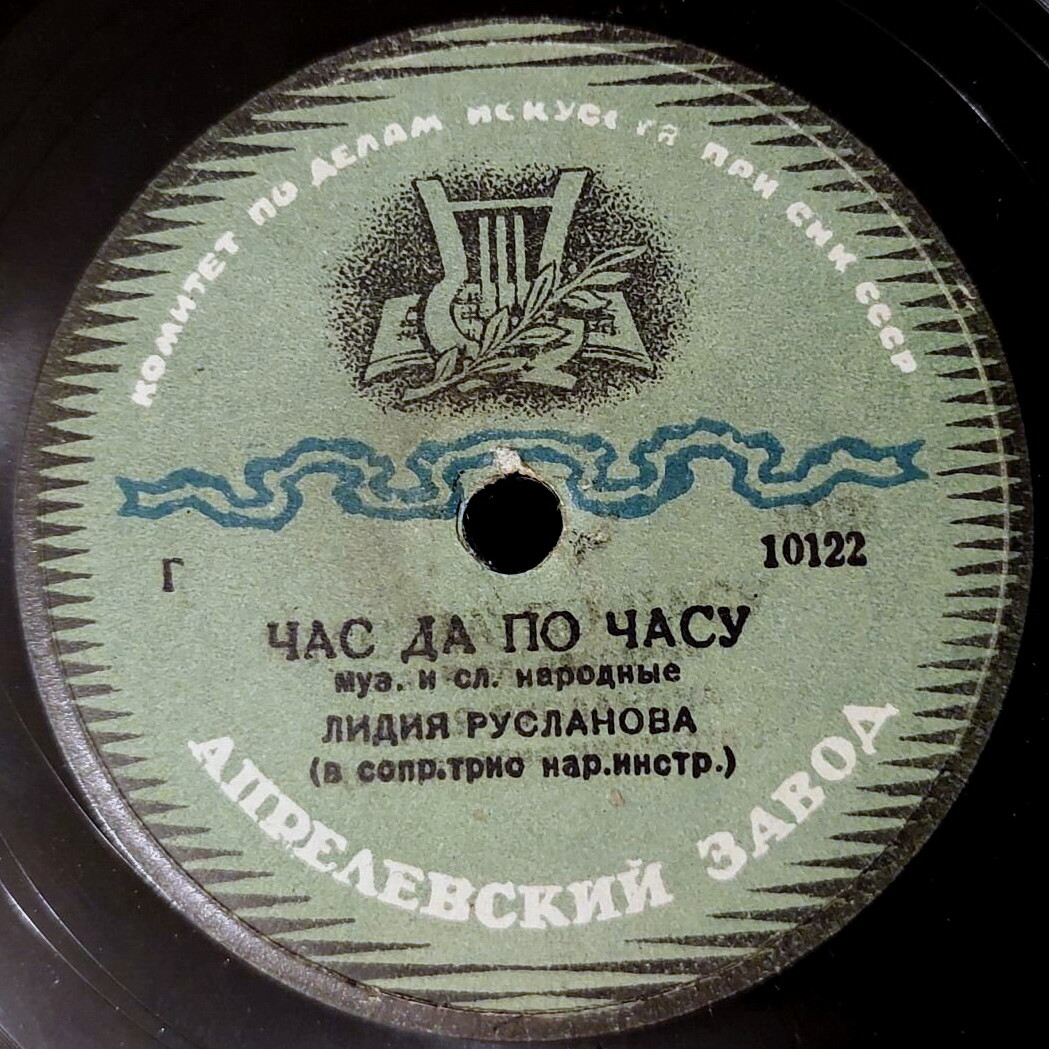 КОМИТЕТ ПО ДЕЛАМ ИСКУССТВ ПРИ СНК СССР
Г
10122
ЧАС ДА ПО ЧАСУ
муз. и сл. народные
ЛИДИЯ РУСЛАНОВА
(в сопр.трио нар.инстр.)
АПРЕЛЕВСКИЙ ЗАВОД